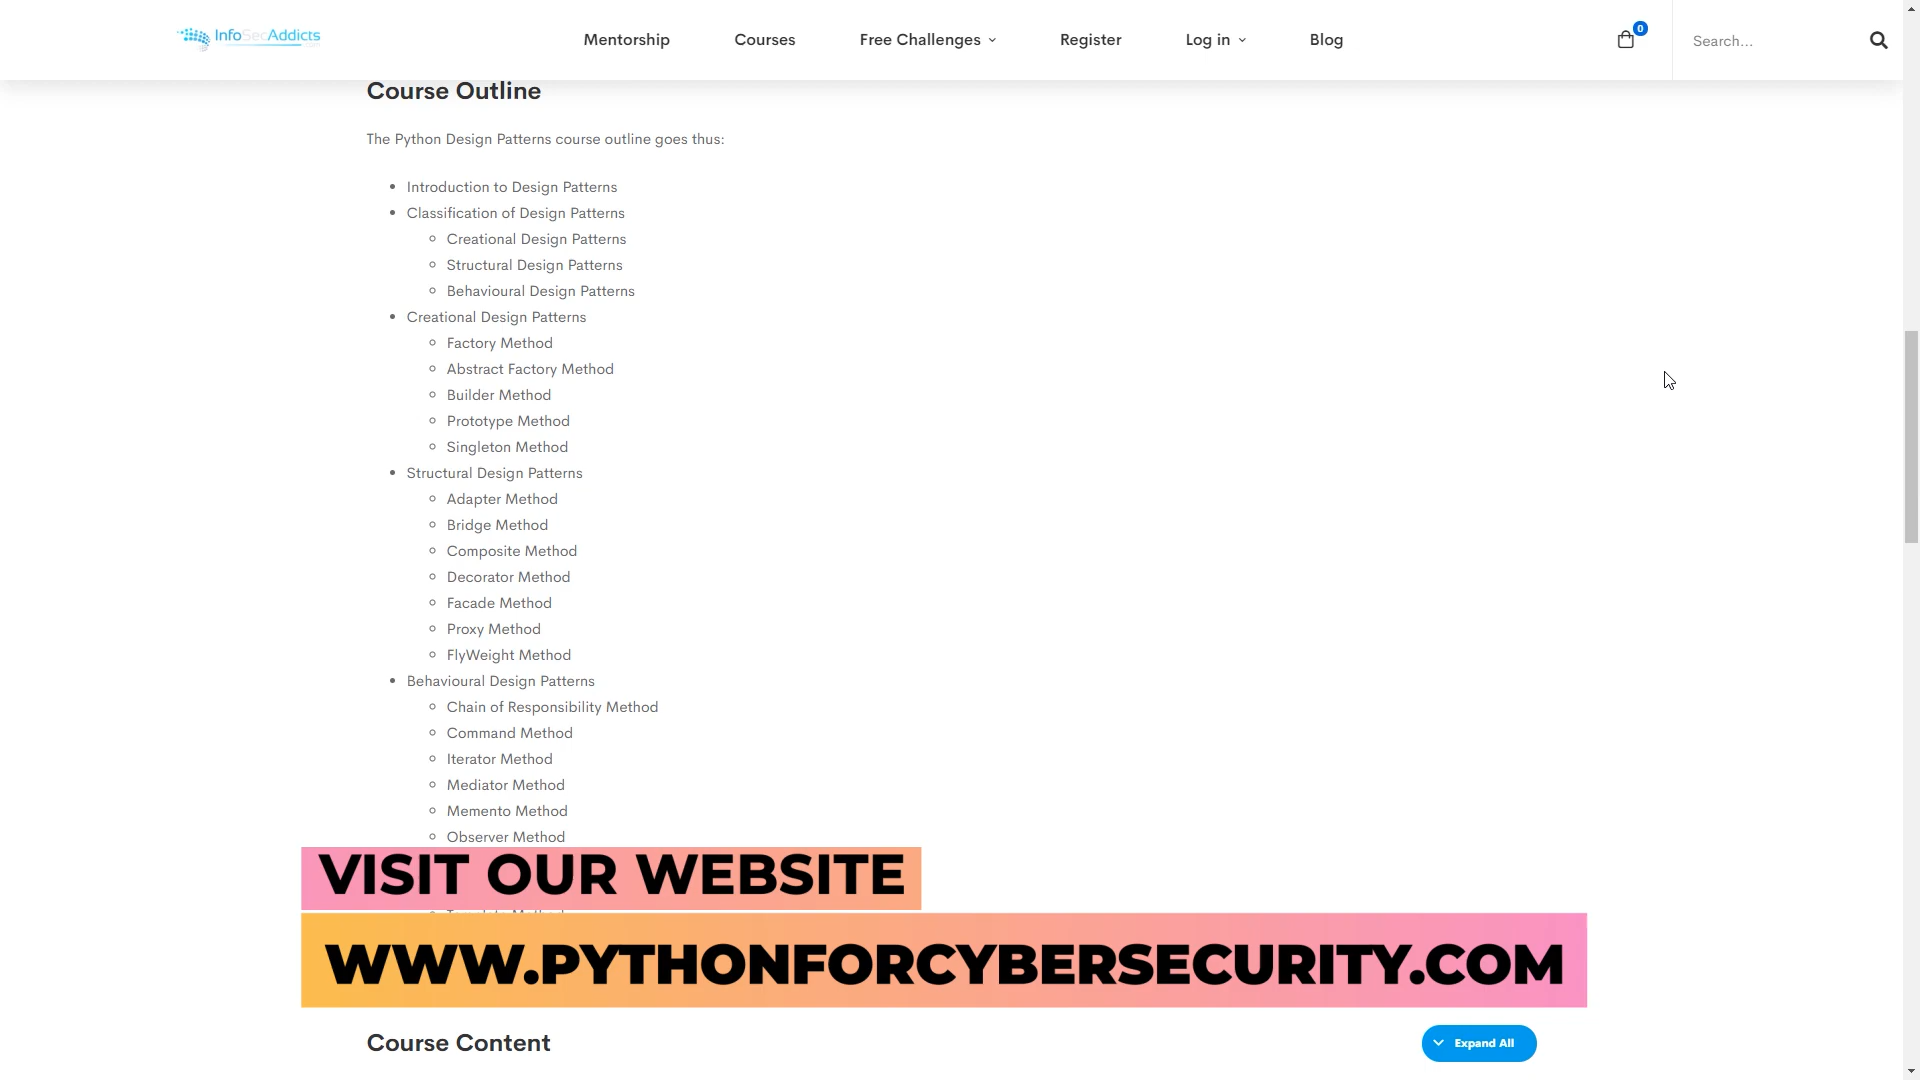 InfoSecAddicts
Mentorship
Courses
Free Challenges
Register
Log in
Blog
0
Search...
Course Outline
The Python Design Patterns course outline goes thus:
Introduction to Design Patterns
Classification of Design Patterns
Creational Design Patterns
Structural Design Patterns
Behavioural Design Patterns
Creational Design Patterns
Factory Method
Abstract Factory Method
Builder Method
Prototype Method
Singleton Method
Structural Design Patterns
Adapter Method
Bridge Method
Composite Method
Decorator Method
Facade Method
Proxy Method
FlyWeight Method
Behavioural Design Patterns
Chain of Responsibility Method
Command Method
Iterator Method
Mediator Method
Memento Method
Observer Method
VISIT OUR WEBSITE
WWW.PYTHONFORCYBERSECURITY.COM
Course Content
Expand All